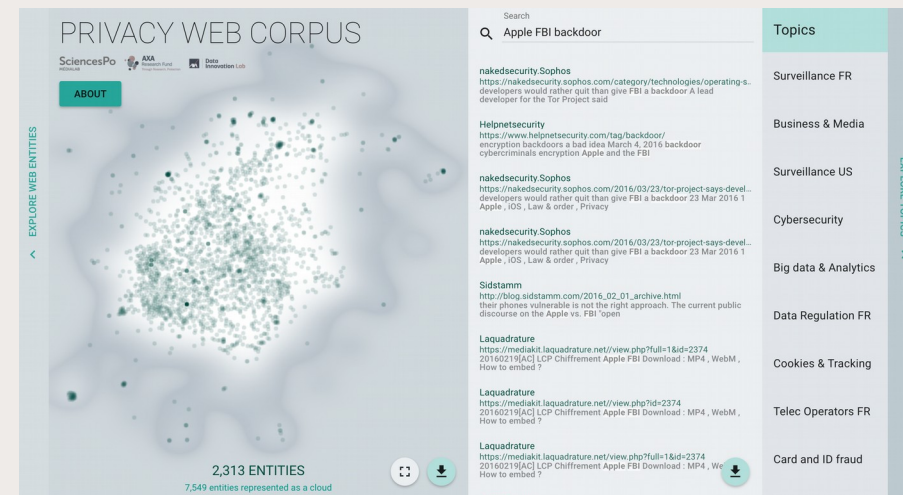 PRIVACY WEB CORPUS
SciencesPo
MÉDIALAB
AXA
Research Fund
Data
Innovation Lab
ABOUT
EXPLORE WEB ENTITIES
2,313 ENTITIES
7,549 entities represented as a cloud
Search
Apple FBI backdoor
nakedsecurity.Sophos
https://nakedsecurity.sophos.com/category/technologies/operating-s..
developers would rather quit than give FBI a backdoor A lead
developer for the Tor Project said
Helpnetsecurity
https://www.helpnetsecurity.com/tag/backdoor/
encryption backdoors a bad idea March 4, 2016 backdoor
cybercriminals encryption Apple and the FBI
nakedsecurity.Sophos
https://nakedsecurity.sophos.com/2016/03/23/tor-project-says-devel...
developers would rather quit than give FBI a backdoor 23 Mar 2016 1
Apple , iOS , Law & order , Privacy
nakedsecurity.Sophos
https://nakedsecurity.sophos.com/2016/03/23/tor-project-says-devel...
developers would rather quit than give FBI a backdoor 23 Mar 2016 1
Apple , iOS , Law & order , Privacy
Sidstamm
http://blog.sidstamm.com/2016_02_01_archive.html
their phones vulnerable is not the right approach. The current public
discourse on the Apple vs. FBI "open
Laquadrature
https://mediakit.laquadrature.net//view.php?full=1&id=2374
20160219[AC] LCP Chiffrement Apple FBI Download : MP4 , WebM ,
How to embed ?
Laquadrature
https://mediakit.laquadrature.net//view.php?id=2374
20160219[AC] LCP Chiffrement Apple FBI Download : MP4 , WebM ,
How to embed ?
Laquadrature
https://mediakit.laquadrature.net/view.php?full=1&id=2374
20160219[AC] LCP Chiffrement Apple FBI Download : MP4 , We
How to embed ?
Topics
Surveillance FR
Business & Media
Surveillance US
Cybersecurity
Big data & Analytics
Data Regulation FR
Cookies & Tracking
Telec Operators FR
Card and ID fraud